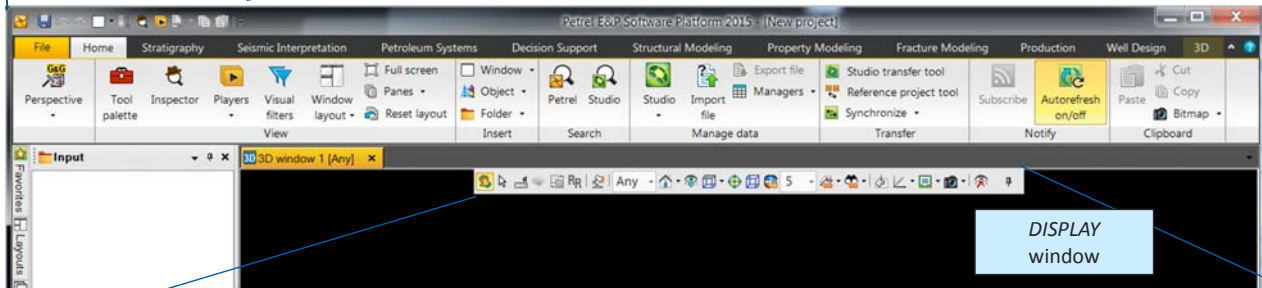 Petrel E&P Software Platform 2015 - [New project]
File Home Stratigraphy Seismic Interpretation Petroleum Systems Decision Support Structural Modeling Property Modeling Fracture Modeling Production Well Design 3D
G&G
Perspective
Tool palette
Inspector
Players
Visual filters
Window layout
Full screen
Panes
Reset layout
View
Window
Object
Folder
Insert
Petrel
Studio
Search
Studio
Import file
Export file
Managers
Manage data
Studio transfer tool
Reference project tool
Synchronize
Transfer
Subscribe
Autorefresh on/off
Notify
Paste
Cut
Copy
Bitmap
Clipboard
Favorites
Layouts
Input
3D 3D window 1 [Any]
Any
5
DISPLAY
window